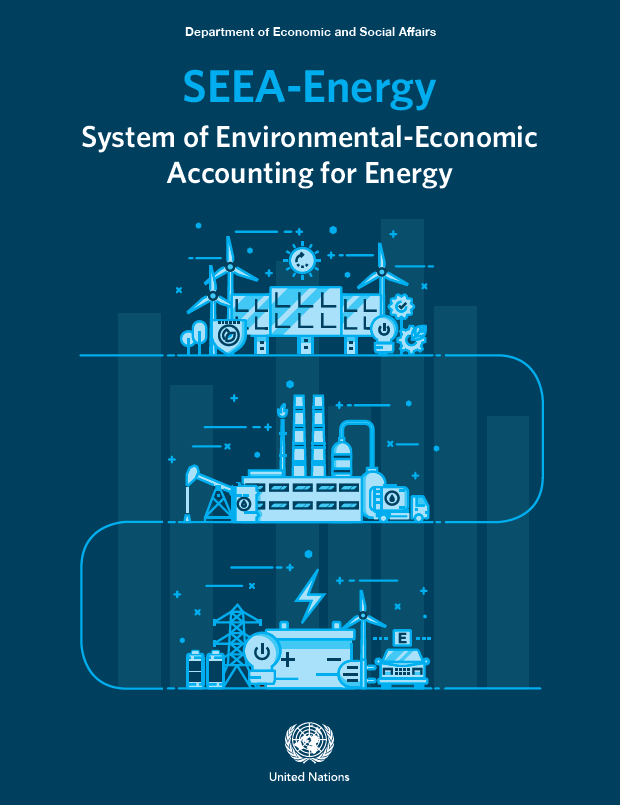 Department of Economic and Social Affairs
SEEA-Energy
System of Environmental-Economic
Accounting for Energy
E
United Nations